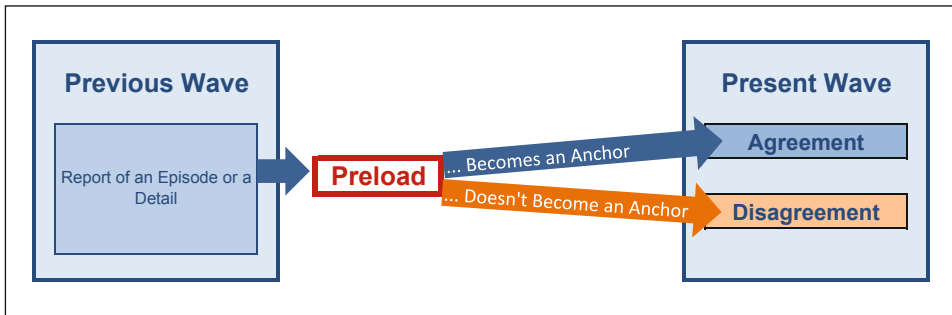 Previous Wave
Report of an Episode or a
Detail
Preload
... Becomes an Anchor
... Doesn't Become an Anchor
Present Wave
Agreement
Disagreement